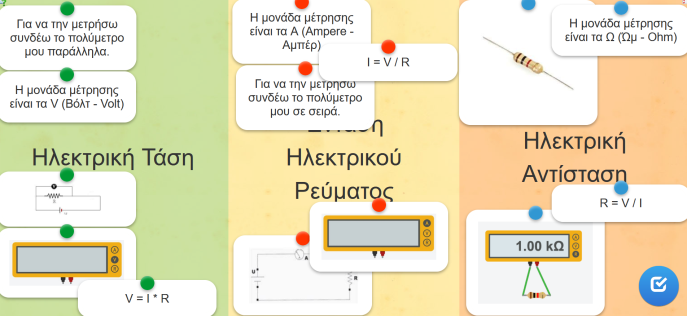 Για να την μετρήσω
συνδέω το πολύμετρο
μου παράλληλα.
Η μονάδα μέτρησης
είναι τα V (Βόλτ - Volt)
Ηλεκτρική Τάση
V = I * R
Η μονάδα μέτρησης
είναι τα A (Ampere -
Αμπέρ)
I = V / R
Για να την μετρήσω
συνδέω το πολύμετρο
μου σε σειρά.
Ένταση
Ηλεκτρικού
Ρεύματος
U
A
R
Η μονάδα μέτρησης
είναι τα Ω (Ωμ - Ohm)
Ηλεκτρική
Αντίσταση
R = V / I
1.00 kΩ